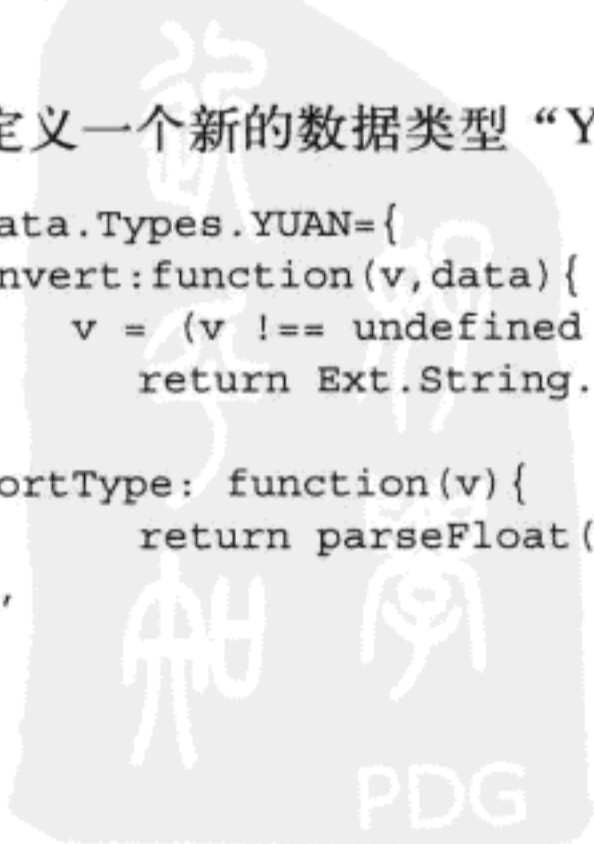 定义一个新的数据类型“Y
ata.Types.YUAN={
nvert:function(v,data){
v = (v !== undefined
return Ext.String.
ortType: function(v){
return parseFloat(
,
PDG